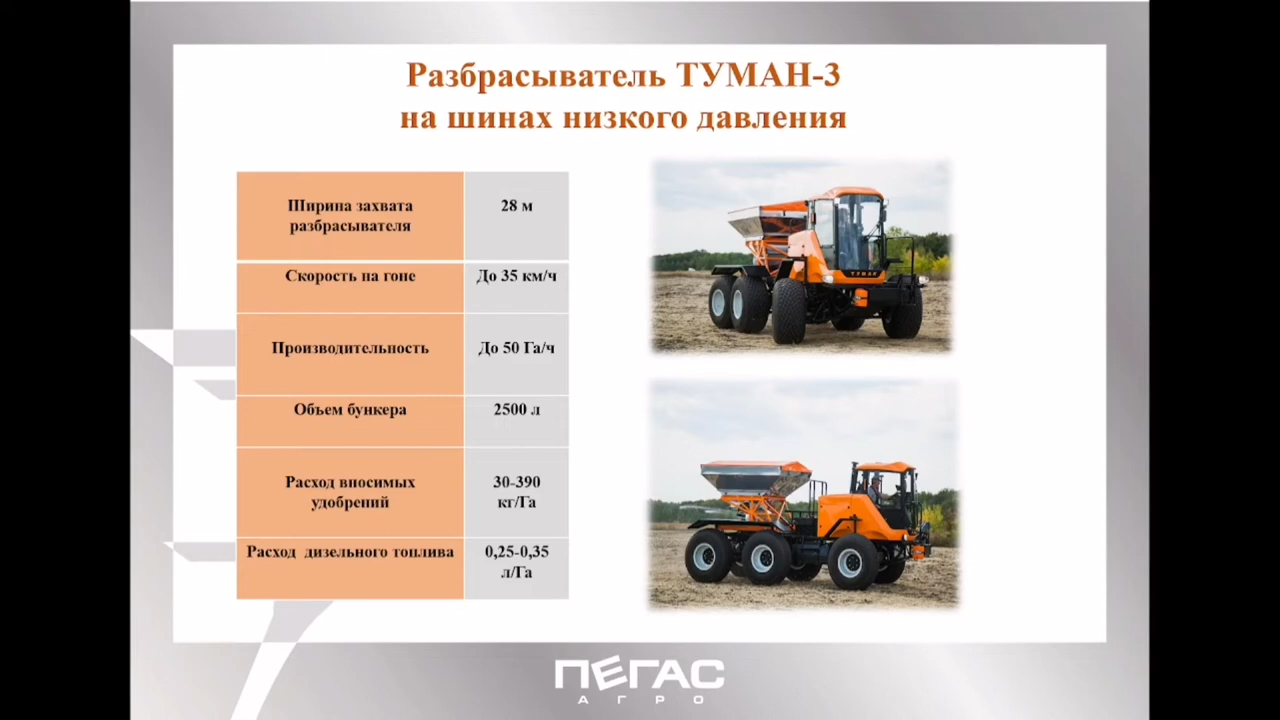 Разбрасыватель ТУМАН-3
на шинах низкого давления
Ширина захвата
разбрасывателя
28 м
Скорость на гоне
До 35 км/ч
Производительность
До 50 Га/ч
Объем бункера
2500 л
Расход вносимых
удобрений
30-390
кг/Га
Расход дизельного топлива
0,25-0,35
л/Га
ТУМАН
ПЕГАС
АГРО